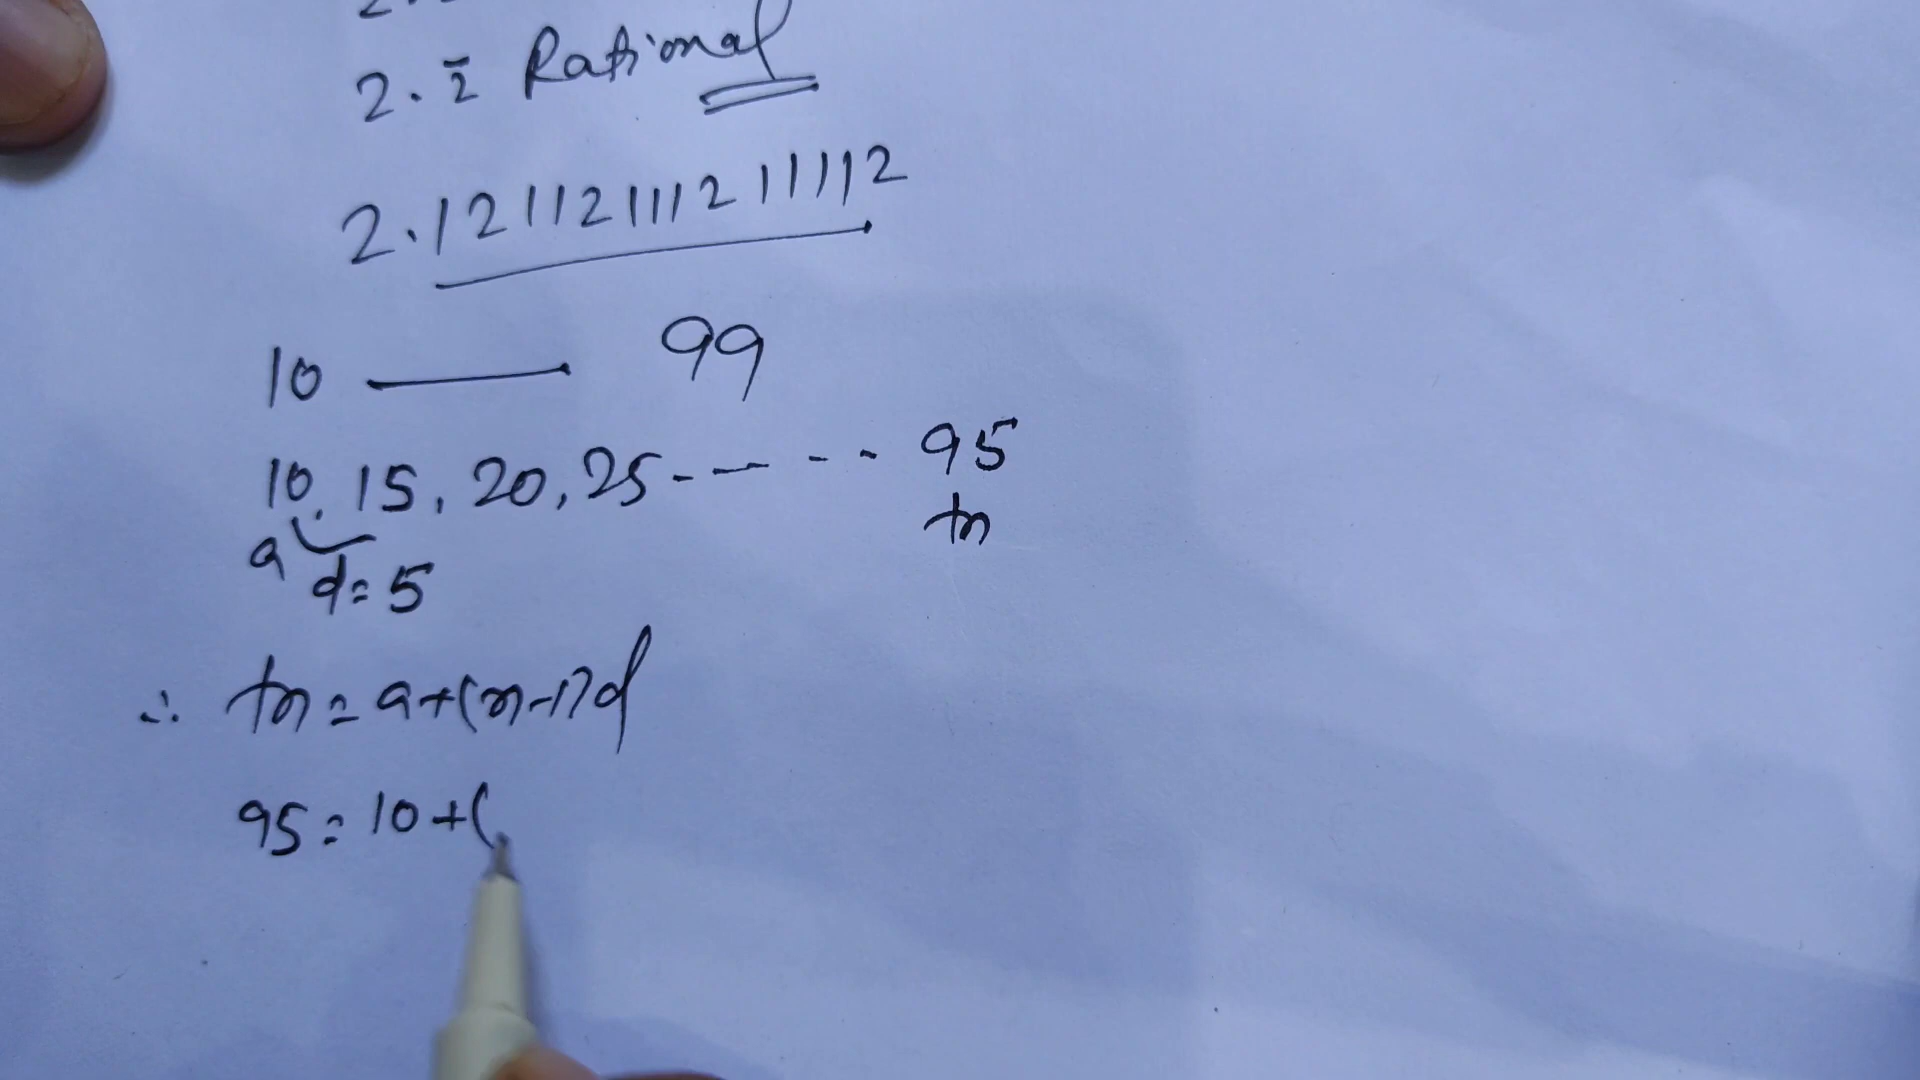 2.2̄ Rational
2.12112111211112
10 — 99
10, 15, 20, 25 - - - - - 95
a tn
d = 5
∴ tn = a+(n-1)d
95 = 10+(